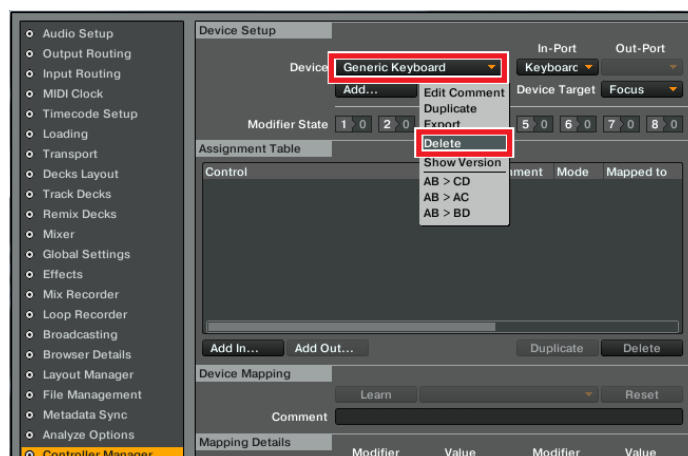 Audio Setup
Output Routing
Input Routing
MIDI Clock
Timecode Setup
Loading
Transport
Decks Layout
Track Decks
Remix Decks
Mixer
Global Settings
Effects
Mix Recorder
Loop Recorder
Broadcasting
Browser Details
Layout Manager
File Management
Metadata Sync
Analyze Options
Controller Manager
Device Setup
In-Port Out-Port
Device Generic Keyboard Keyboarc
Add... Device Target Focus
Edit Comment
Duplicate
Export
Delete
Show Version
AB > CD
AB > AC
AB > BD
Modifier State 1 0 2 0 5 0 6 0 7 0 8 0
Assignment Table
Control Mode Mapped to
Add In... Add Out... Duplicate Delete
Device Mapping
Learn Reset
Comment
Mapping Details
Modifier Value Modifier Value